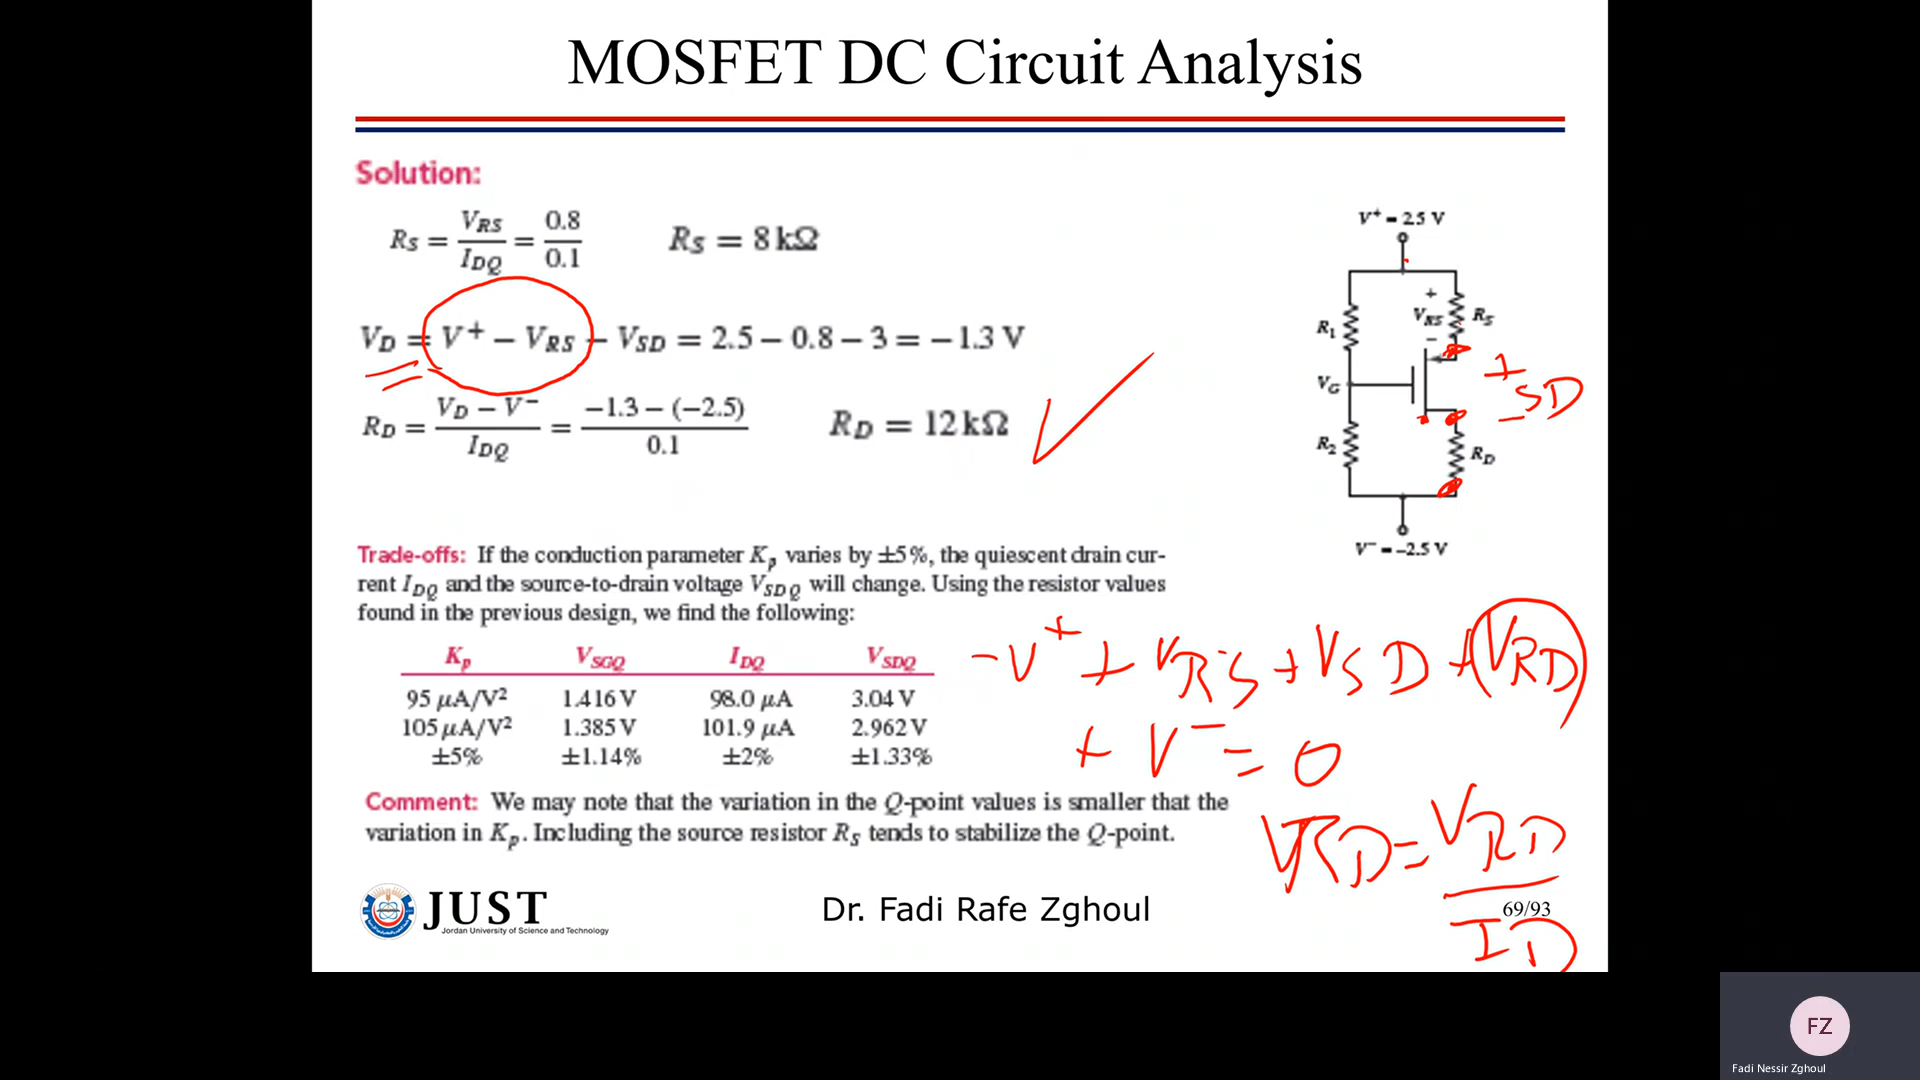 MOSFET DC Circuit Analysis
Solution:
R_S = V_RS / I_DQ = 0.8 / 0.1    R_S = 8 kΩ
V_D = V^+ − V_RS − V_SD = 2.5 − 0.8 − 3 = −1.3 V
R_D = (V_D − V^−) / I_DQ = (−1.3 − (−2.5)) / 0.1    R_D = 12 kΩ
V^+ = 2.5 V
R_1
+
V_RS
−
R_S
V_G
+
SD
−
R_2
R_D
V^− = −2.5 V
Trade-offs: If the conduction parameter K_p varies by ±5%, the quiescent drain cur-
rent I_DQ and the source-to-drain voltage V_SDQ will change. Using the resistor values
found in the previous design, we find the following:
K_p V_SGQ I_DQ V_SDQ
95 μA/V² 1.416 V 98.0 μA 3.04 V
105 μA/V² 1.385 V 101.9 μA 2.962 V
±5% ±1.14% ±2% ±1.33%
−V^+ + VRS + VSD + VRD
+ V^− = 0
VRD = VRD / ID
Comment: We may note that the variation in the Q-point values is smaller that the
variation in K_p. Including the source resistor R_S tends to stabilize the Q-point.
JUST
Jordan University of Science and Technology
Dr. Fadi Rafe Zghoul
69/93
FZ
Fadi Nessir Zghoul